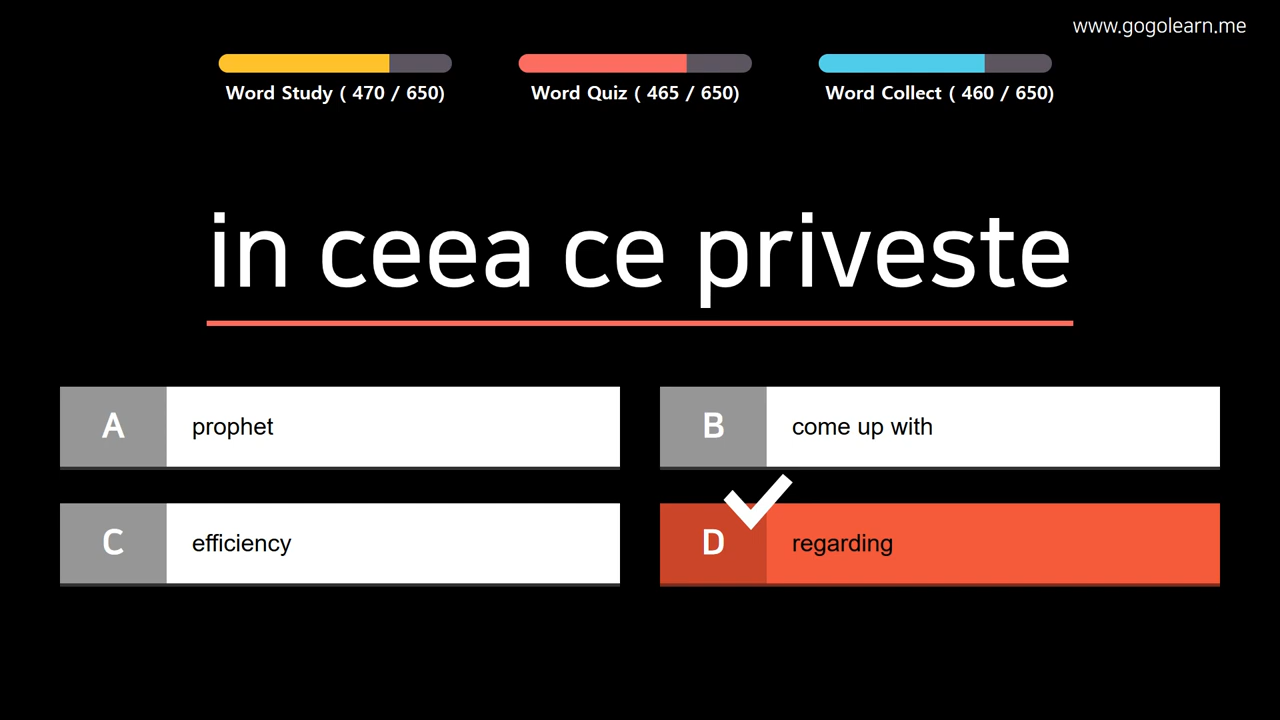 www.gogolearn.me
Word Study ( 470 / 650)
Word Quiz ( 465 / 650)
Word Collect ( 460 / 650)
in ceea ce priveste
A prophet
B come up with
C efficiency
D regarding